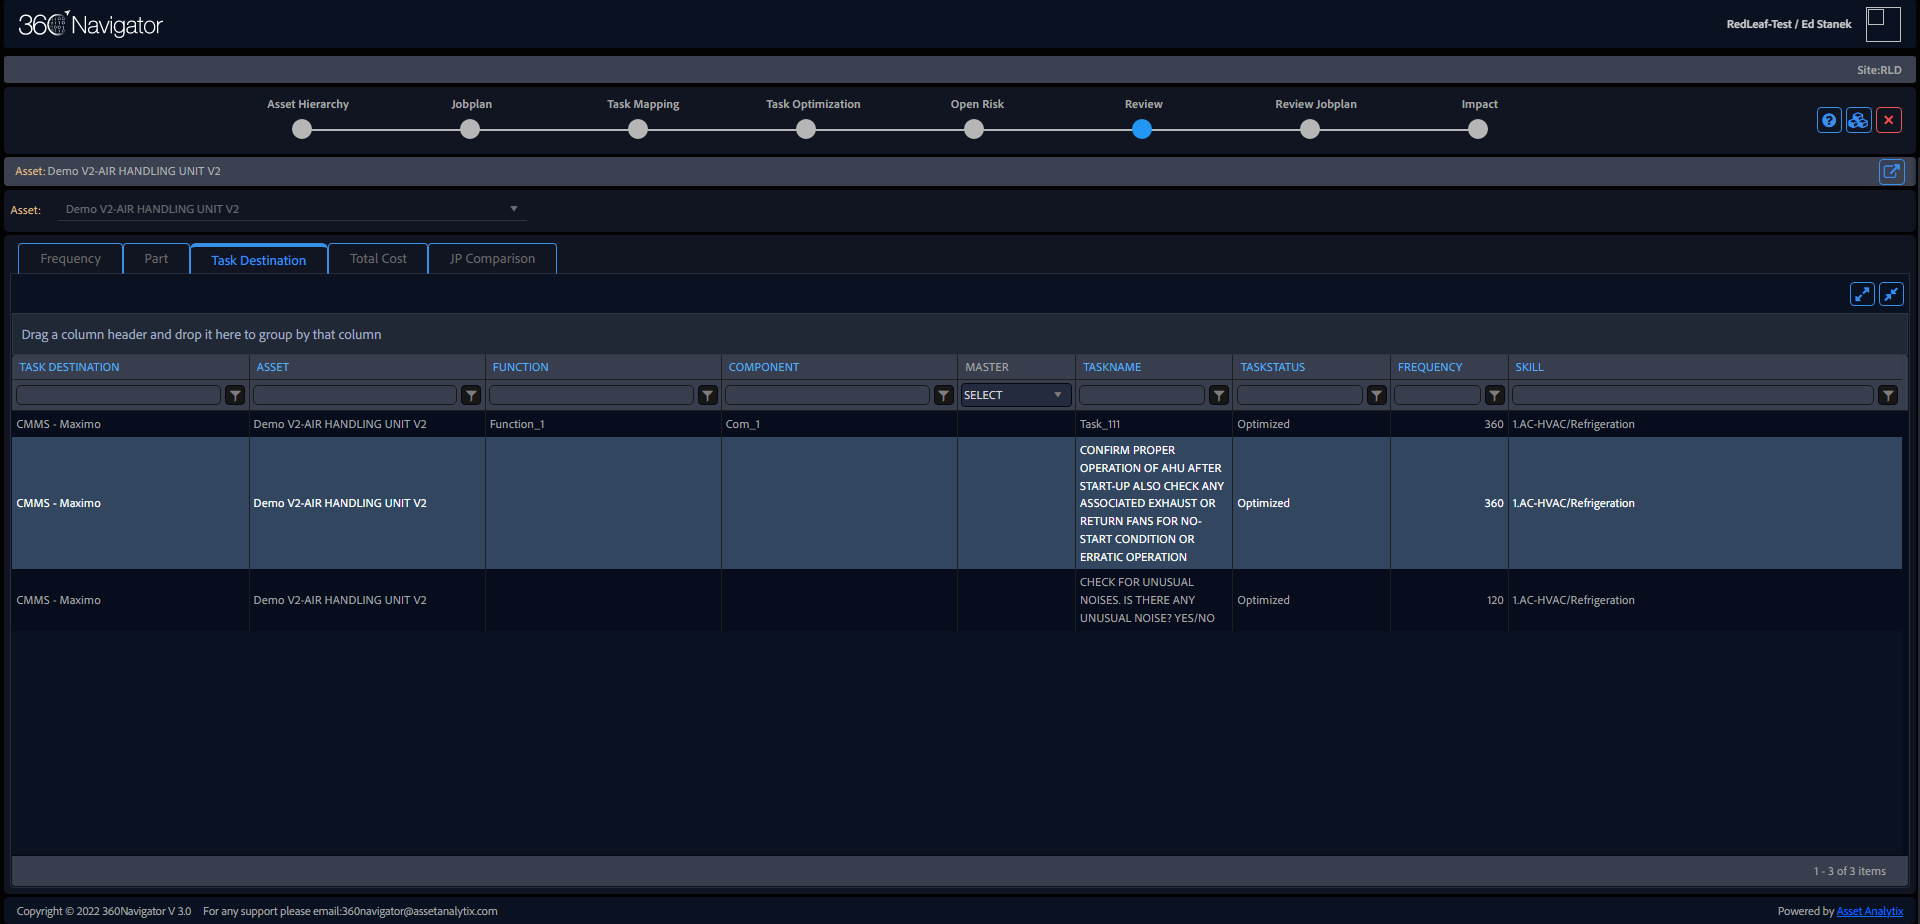 360 Navigator
RedLeaf-Test / Ed Stanek
Site:RLD
Asset Hierarchy
Jobplan
Task Mapping
Task Optimization
Open Risk
Review
Review Jobplan
Impact
Asset: Demo V2-AIR HANDLING UNIT V2
Asset: Demo V2-AIR HANDLING UNIT V2
Frequency
Part
Task Destination
Total Cost
JP Comparison
Drag a column header and drop it here to group by that column
TASK DESTINATION ASSET FUNCTION COMPONENT MASTER TASKNAME TASKSTATUS FREQUENCY SKILL
SELECT
CMMS - Maximo Demo V2-AIR HANDLING UNIT V2 Function_1 Com_1 Task_111 Optimized 360 1.AC-HVAC/Refrigeration
CONFIRM PROPER
OPERATION OF AHU AFTER
START-UP ALSO CHECK ANY
CMMS - Maximo Demo V2-AIR HANDLING UNIT V2 ASSOCIATED EXHAUST OR Optimized 360 1.AC-HVAC/Refrigeration
RETURN FANS FOR NO-
START CONDITION OR
ERRATIC OPERATION
CHECK FOR UNUSUAL
CMMS - Maximo Demo V2-AIR HANDLING UNIT V2 NOISES. IS THERE ANY Optimized 120 1.AC-HVAC/Refrigeration
UNUSUAL NOISE? YES/NO
1 - 3 of 3 items
Copyright © 2022 360Navigator V 3.0 For any support please email:360navigator@assetanalytix.com
Powered by Asset Analytix